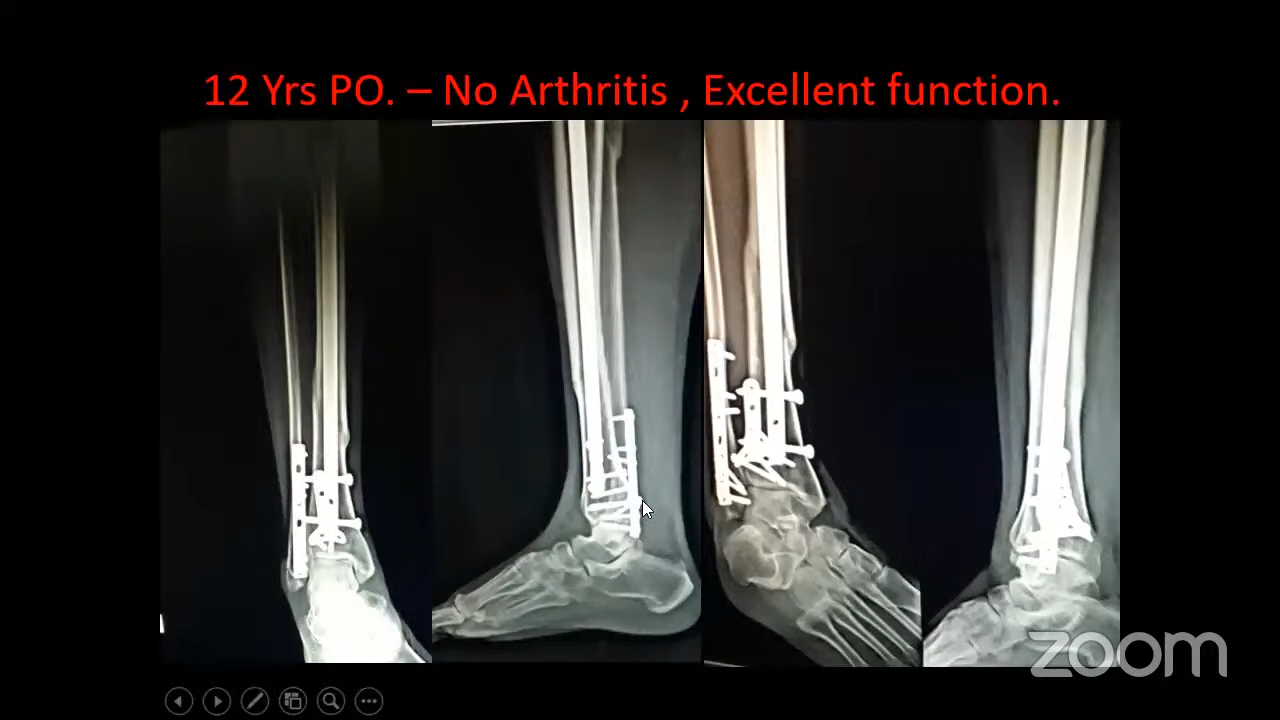 12 Yrs PO. – No Arthritis , Excellent function.
zoom